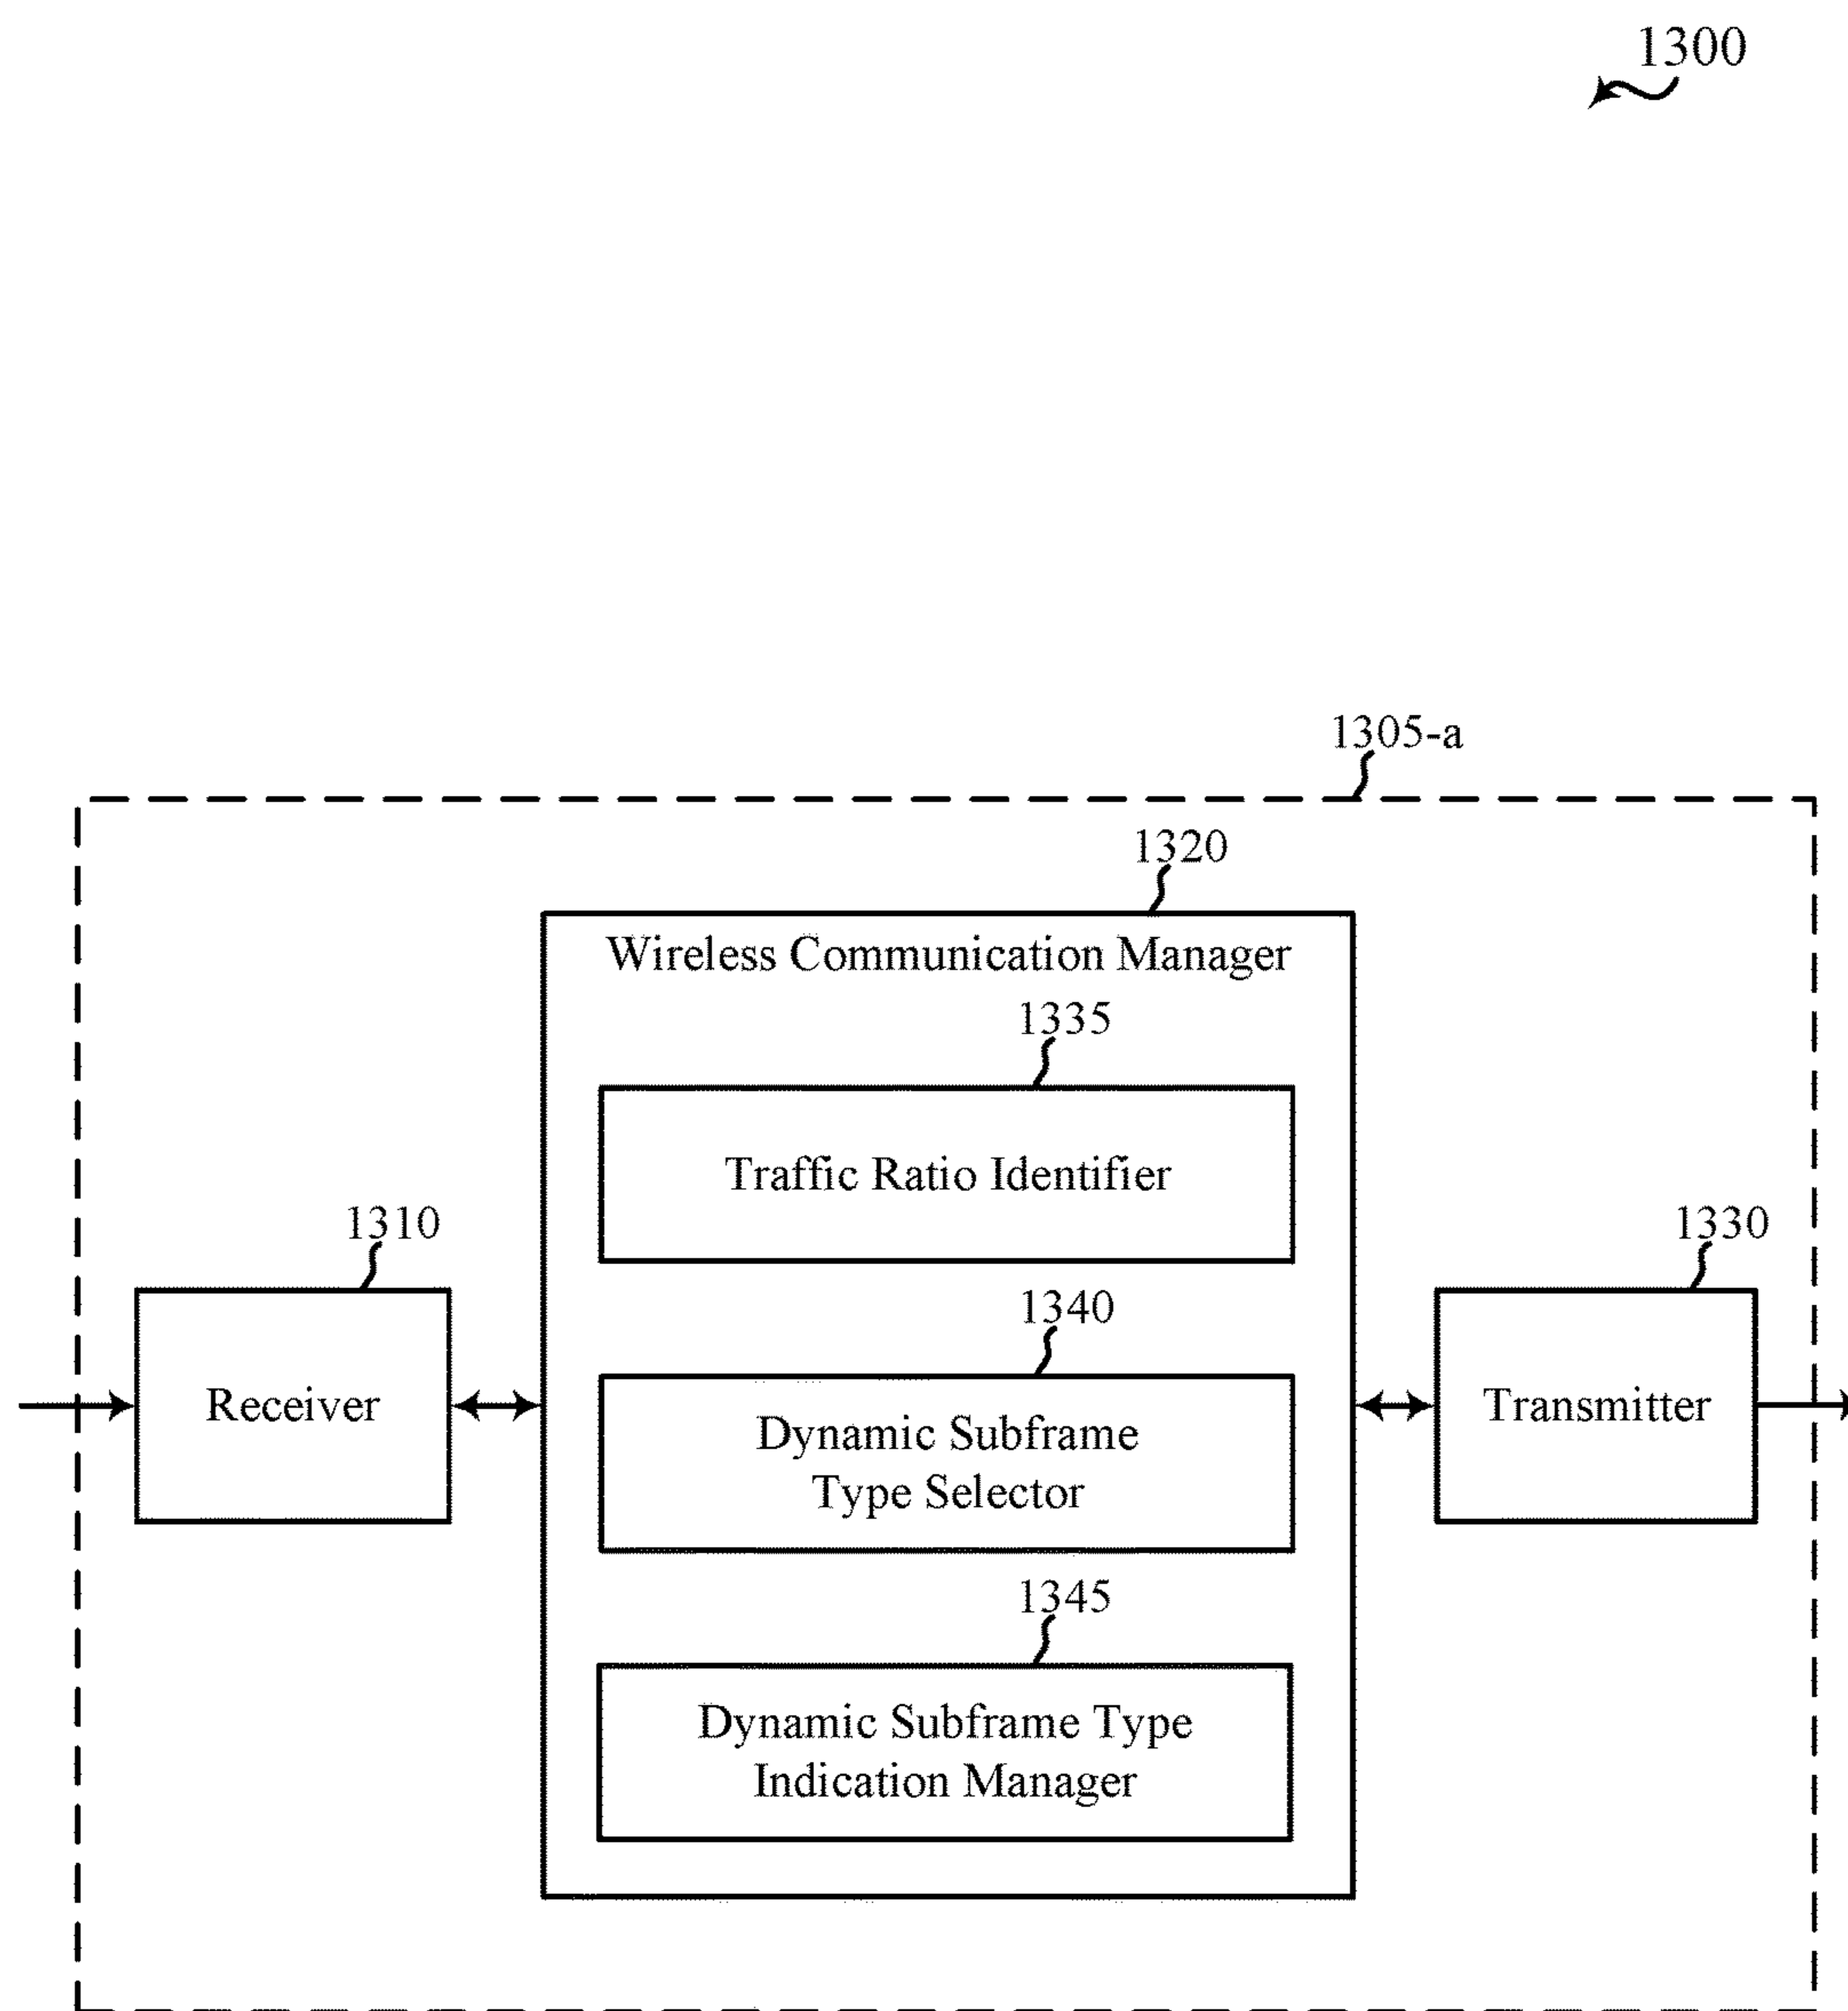 1300
1305-a
1320
Wireless Communication Manager
1335
Traffic Ratio Identifier
1310
Receiver
1330
Transmitter
1340
Dynamic Subframe
Type Selector
1345
Dynamic Subframe Type
Indication Manager